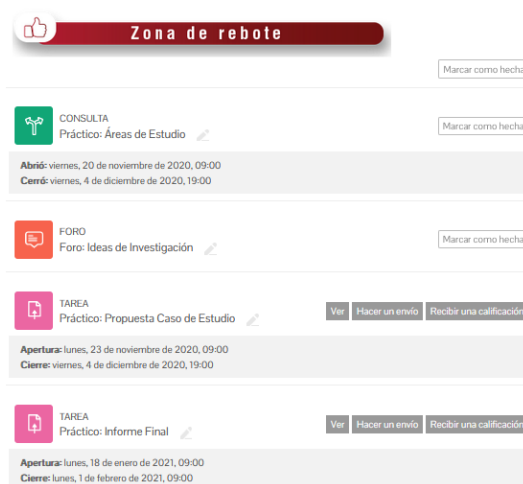 Zona de rebote
Marcar como hecha
CONSULTA
Práctico: Áreas de Estudio
Marcar como hecha
Abrió: viernes, 20 de noviembre de 2020, 09:00
Cerró: viernes, 4 de diciembre de 2020, 19:00
FORO
Foro: Ideas de Investigación
Marcar como hecha
TAREA
Práctico: Propuesta Caso de Estudio
Ver Hacer un envío Recibir una calificación
Apertura: lunes, 23 de noviembre de 2020, 09:00
Cierre: viernes, 4 de diciembre de 2020, 19:00
TAREA
Práctico: Informe Final
Ver Hacer un envío Recibir una calificación
Apertura: lunes, 18 de enero de 2021, 09:00
Cierre: lunes, 1 de febrero de 2021, 09:00